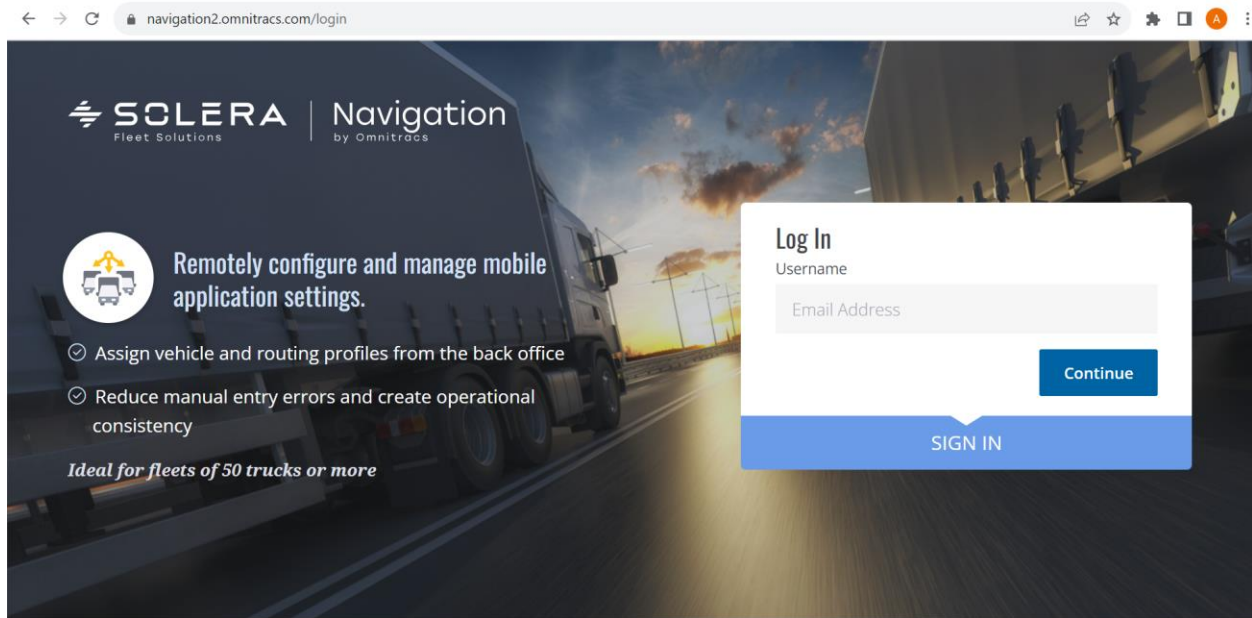 navigation2.omnitracs.com/login
A
SOLERA
Fleet Solutions
Navigation
by Omnitracs
Remotely configure and manage mobile
application settings.
Assign vehicle and routing profiles from the back office
Reduce manual entry errors and create operational
consistency
Ideal for fleets of 50 trucks or more
Log In
Username
Email Address
Continue
SIGN IN